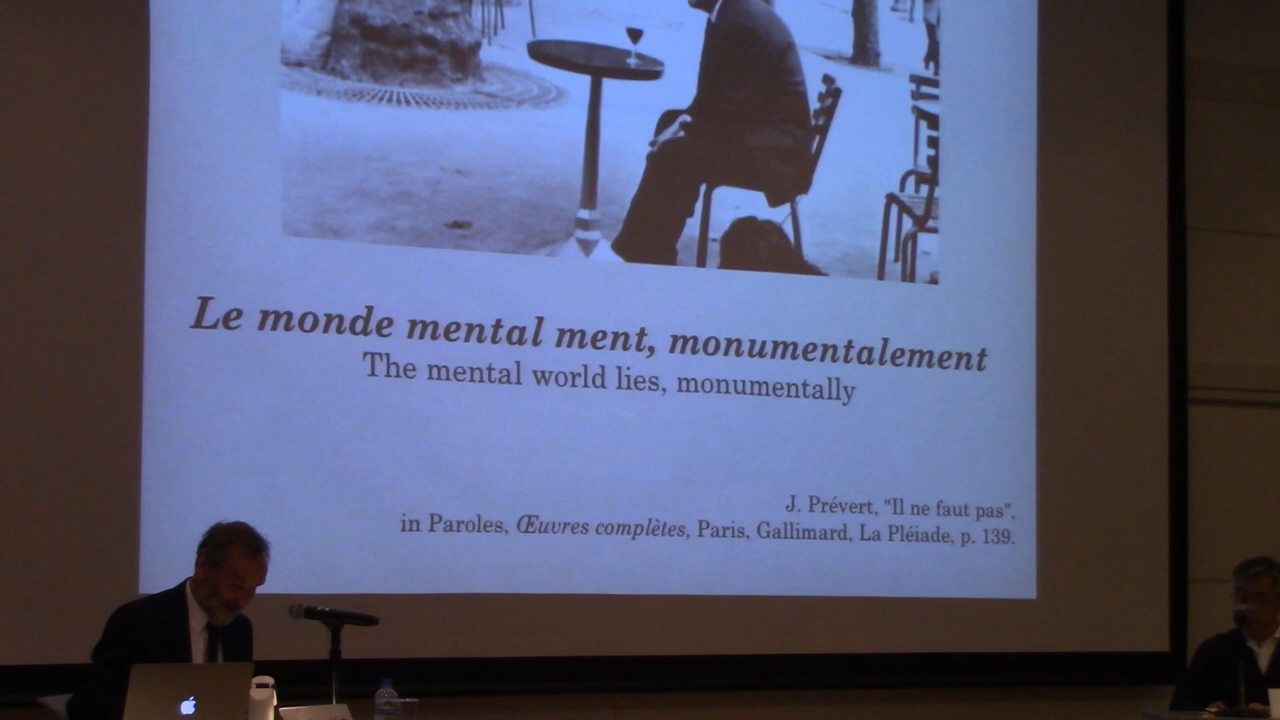 Le monde mental ment, monumentalement
The mental world lies, monumentally
J. Prévert, "Il ne faut pas",
in Paroles, Œuvres complètes, Paris, Gallimard, La Pléiade, p. 139.